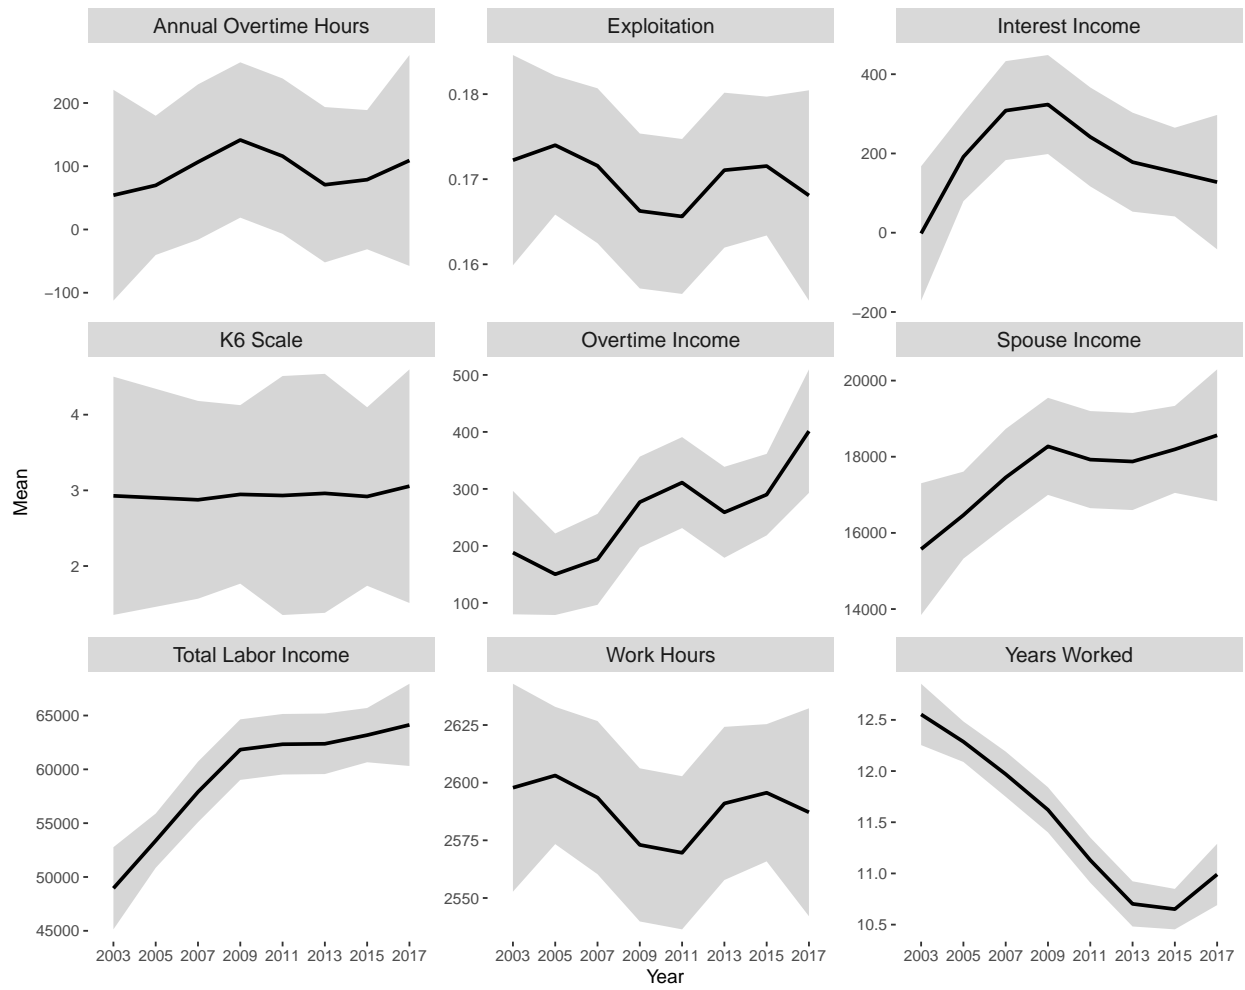 Annual Overtime Hours
Exploitation
Interest Income
200
100
0
−100
0.18
0.17
0.16
400
200
0
−200
K6 Scale
Overtime Income
Spouse Income
4
3
2
500
400
300
200
100
20000
18000
16000
14000
Mean
Total Labor Income
Work Hours
Years Worked
65000
60000
55000
50000
45000
2625
2600
2575
2550
12.5
12.0
11.5
11.0
10.5
2003 2005 2007 2009 2011 2013 2015 2017
2003 2005 2007 2009 2011 2013 2015 2017
2003 2005 2007 2009 2011 2013 2015 2017
Year